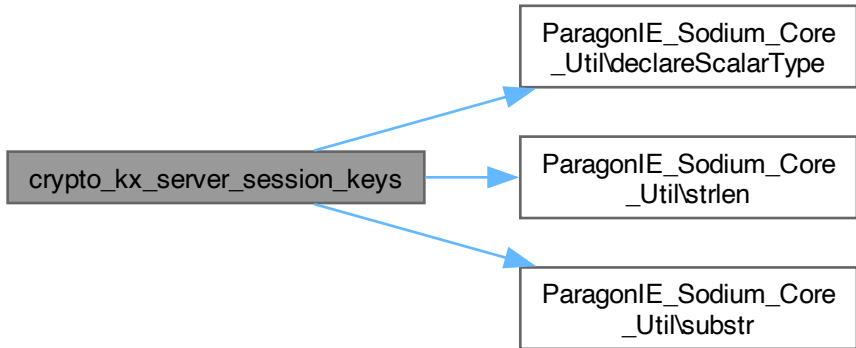 crypto_kx_server_session_keys
ParagonIE_Sodium_Core
_Util\declareScalarType
ParagonIE_Sodium_Core
_Util\strlen
ParagonIE_Sodium_Core
_Util\substr